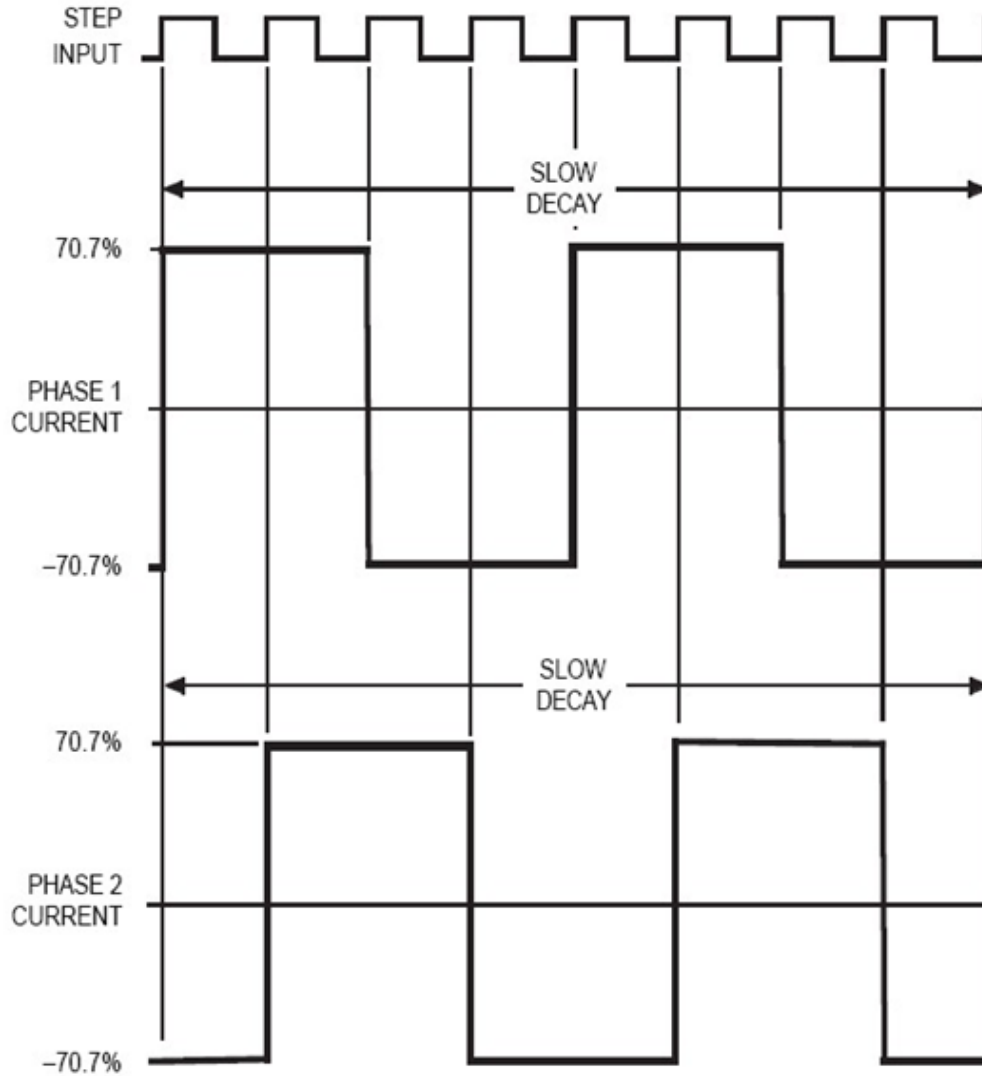 STEP
INPUT
SLOW
DECAY
70.7%
PHASE 1
CURRENT
–70.7%
SLOW
DECAY
70.7%
PHASE 2
CURRENT
–70.7%